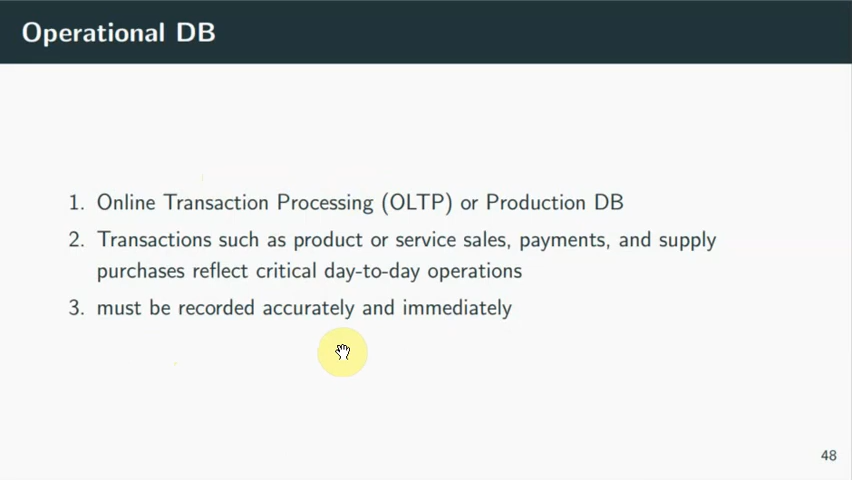 Operational DB
1. Online Transaction Processing (OLTP) or Production DB
2. Transactions such as product or service sales, payments, and supply
purchases reflect critical day-to-day operations
3. must be recorded accurately and immediately
48